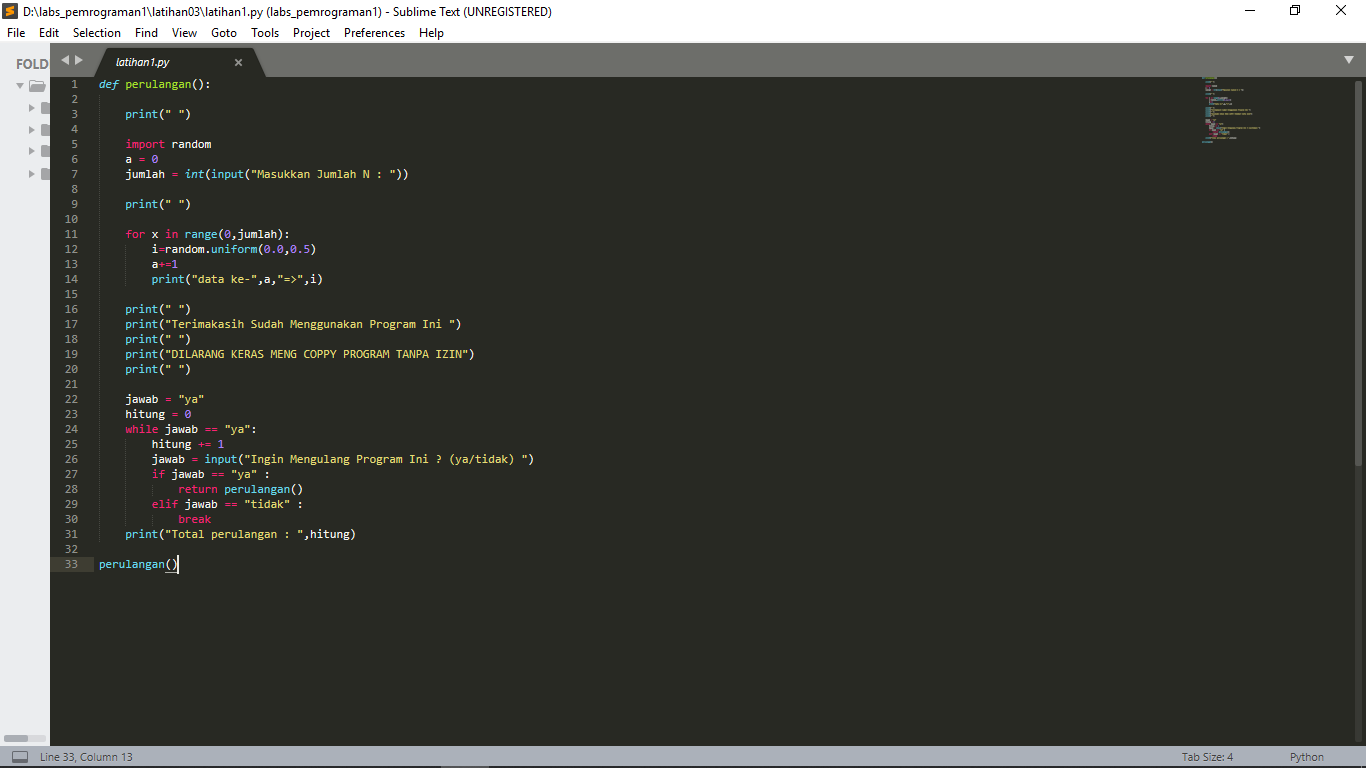 D:\labs_pemrograman1\latihan03\latihan1.py (labs_pemrograman1) - Sublime Text (UNREGISTERED)
File Edit Selection Find View Goto Tools Project Preferences Help
FOLD
latihan1.py
1 def perulangan():
2
3 print(" ")
4
5 import random
6 a = 0
7 jumlah = int(input("Masukkan Jumlah N : "))
8
9 print(" ")
10
11 for x in range(0,jumlah):
12 i=random.uniform(0.0,0.5)
13 a+=1
14 print("data ke-",a,"=>",i)
15
16 print(" ")
17 print("Terimakasih Sudah Menggunakan Program Ini ")
18 print(" ")
19 print("DILARANG KERAS MENG COPPY PROGRAM TANPA IZIN")
20 print(" ")
21
22 jawab = "ya"
23 hitung = 0
24 while jawab == "ya":
25 hitung += 1
26 jawab = input("Ingin Mengulang Program Ini ? (ya/tidak) ")
27 if jawab == "ya" :
28 return perulangan()
29 elif jawab == "tidak" :
30 break
31 print("Total perulangan : ",hitung)
32
33 perulangan()
Line 33, Column 13 Tab Size: 4 Python